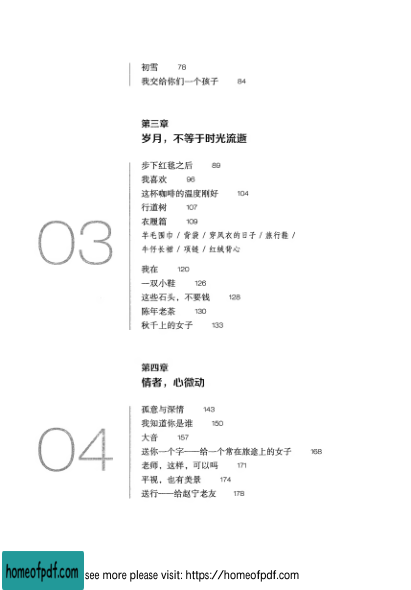 初雪 78
我交给你们一个孩子 84
第三章
岁月，不等于时光流逝
03
步下红毯之后 89
我喜欢 96
这杯咖啡的温度刚好 104
行道树 107
衣履篇 109
羊毛围巾 / 背袋 / 穿风衣的日子 / 旅行鞋 /
牛仔长裙 / 项链 / 红绒背心
我在 120
一双小鞋 126
这些石头，不要钱 128
陈年老茶 130
秋千上的女子 133
第四章
情者，心微动
04
孤意与深情 143
我知道你是谁 150
大音 157
送你一个字——给一个常在旅途上的女子 168
老师，这样，可以吗 171
平视，也有美景 174
送行——给赵宁老友 178
homeofpdf.com
see more please visit: https://homeofpdf.com